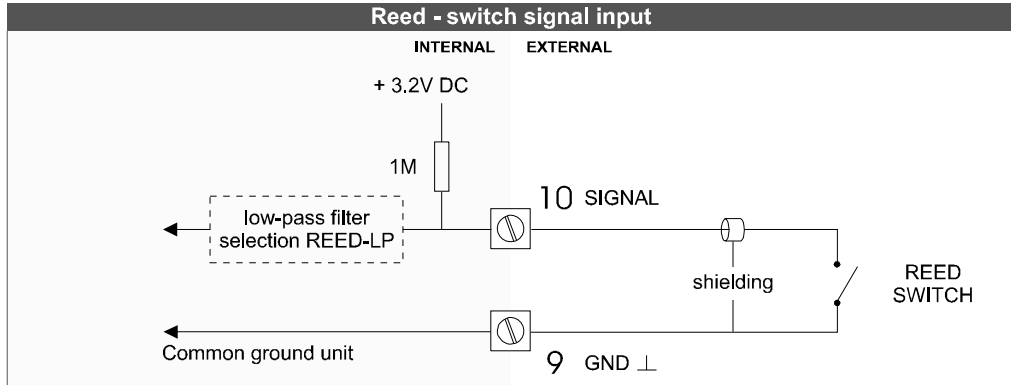 Reed - switch signal input
INTERNAL
EXTERNAL
+ 3.2V DC
1M
10 SIGNAL
low-pass filter
selection REED-LP
shielding
REED
SWITCH
Common ground unit
9 GND ⊥